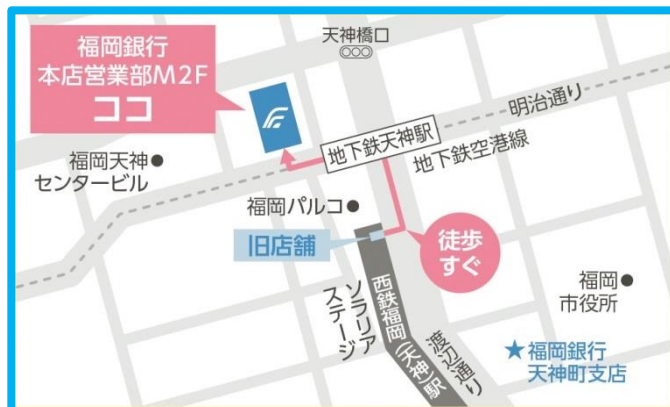 福岡銀行
本店営業部M2F
ココ
天神橋口
明治通り
地下鉄天神駅
地下鉄空港線
福岡天神
センタービル
福岡パルコ
旧店舗
徒歩
すぐ
ソラリア
ステージ
西鉄福岡(天神)駅
渡辺通り
福岡
市役所
★福岡銀行
天神町支店